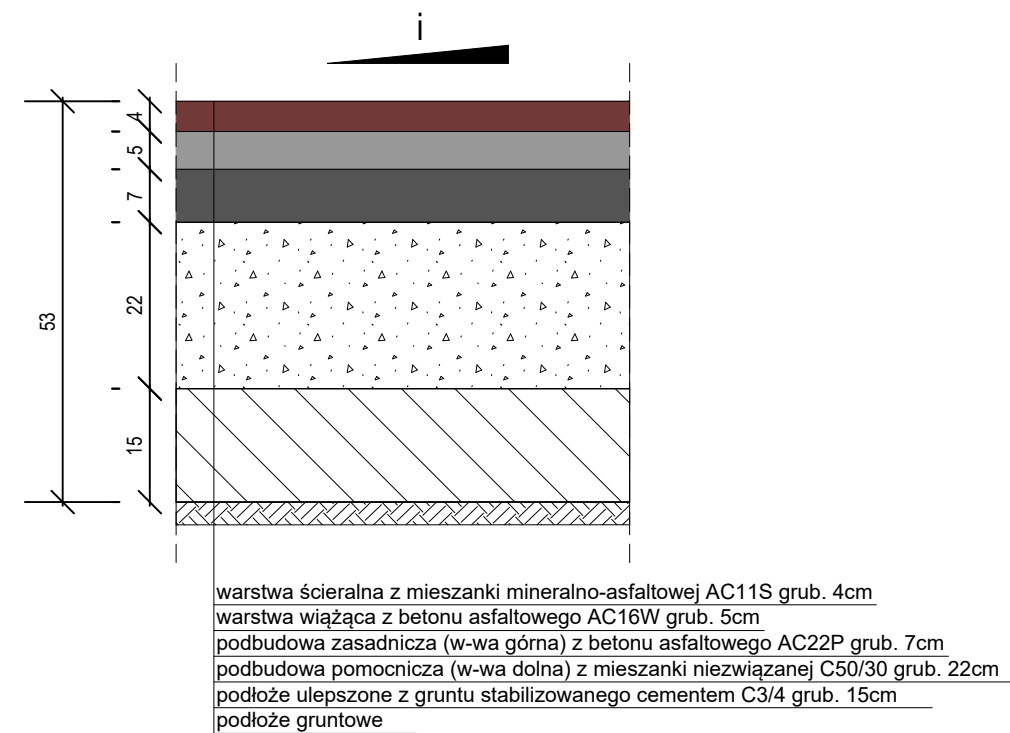 i
4
5
7
22
53
15
warstwa ścieralna z mieszanki mineralno-asfaltowej AC11S grub. 4cm
warstwa wiążąca z betonu asfaltowego AC16W grub. 5cm
podbudowa zasadnicza (w-wa górna) z betonu asfaltowego AC22P grub. 7cm
podbudowa pomocnicza (w-wa dolna) z mieszanki niezwiązanej C50/30 grub. 22cm
podłoże ulepszone z gruntu stabilizowanego cementem C3/4 grub. 15cm
podłoże gruntowe